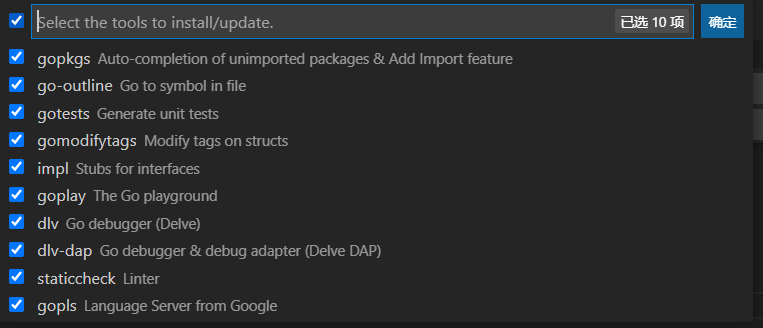 Select the tools to install/update. 已选 10 项 确定
gopkgs Auto-completion of unimported packages & Add Import feature
go-outline Go to symbol in file
gotests Generate unit tests
gomodifytags Modify tags on structs
impl Stubs for interfaces
goplay The Go playground
dlv Go debugger (Delve)
dlv-dap Go debugger & debug adapter (Delve DAP)
staticcheck Linter
gopls Language Server from Google